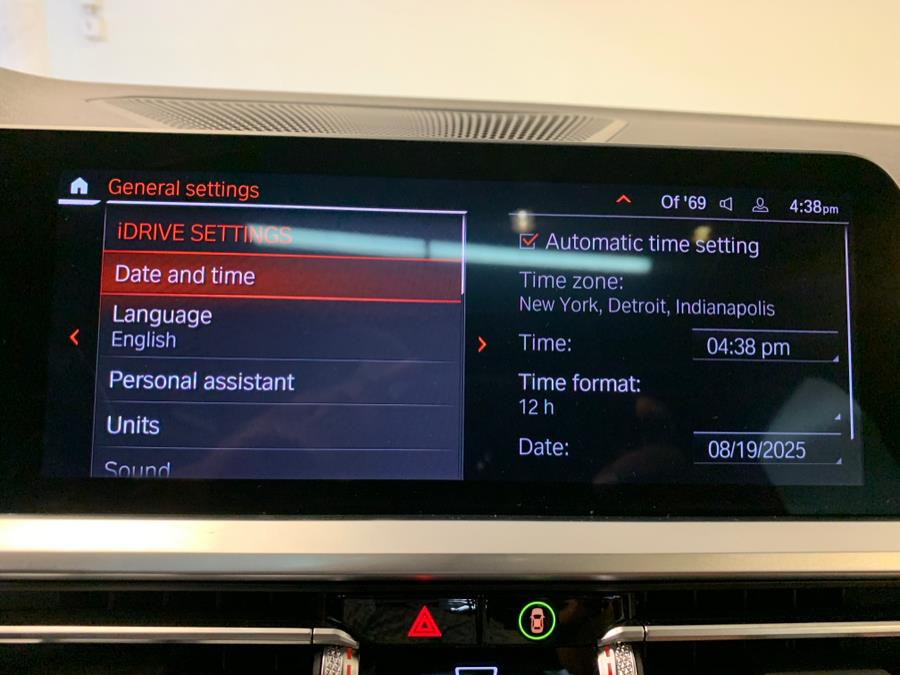 General settings
Of '69
4:38pm
iDRIVE SETTINGS
Date and time
Language
English
Personal assistant
Units
Sound
Automatic time setting
Time zone:
New York, Detroit, Indianapolis
Time:
04:38 pm
Time format:
12 h
Date:
08/19/2025